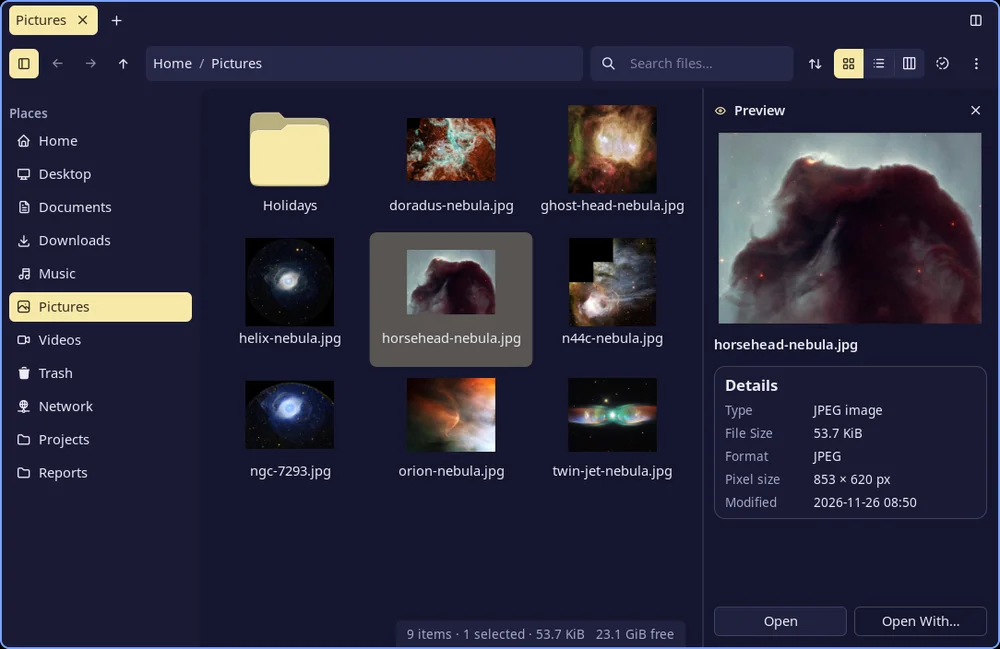 Pictures
Home / Pictures
Search files...
Places
Home
Desktop
Documents
Downloads
Music
Pictures
Videos
Trash
Network
Projects
Reports
Holidays
doradus-nebula.jpg
ghost-head-nebula.jpg
helix-nebula.jpg
horsehead-nebula.jpg
n44c-nebula.jpg
ngc-7293.jpg
orion-nebula.jpg
twin-jet-nebula.jpg
9 items · 1 selected · 53.7 KiB 23.1 GiB free
Preview
horsehead-nebula.jpg
Details
Type JPEG image
File Size 53.7 KiB
Format JPEG
Pixel size 853 × 620 px
Modified 2026-11-26 08:50
Open
Open With...